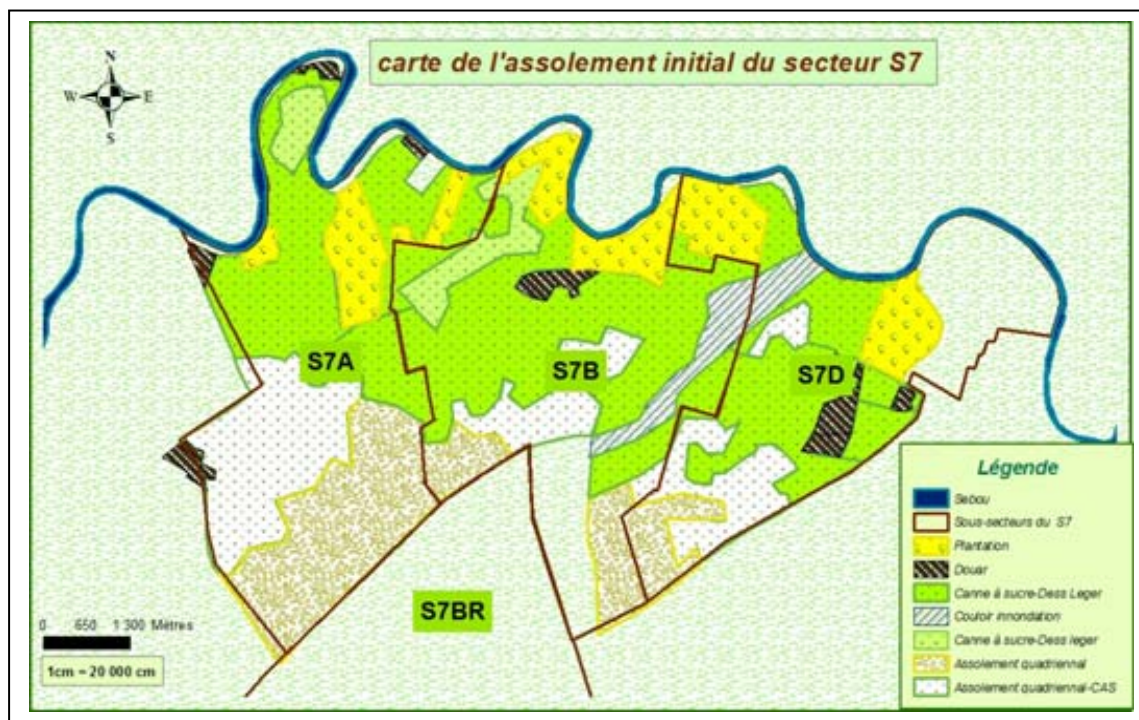 carte de l'assolement initial du secteur S7
N
W E
S
S7A
S7B
S7D
S7BR
Légende
Sebou
Sous-secteurs du S7
Plantation
Douar
Canne à sucre-Dess Leger
Couloir innondation
Canne à sucre-Dess leger
Assolement quadriennal
Assolement quadriennal-CAS
0 650 1 300 Mètres
1cm = 20 000 cm